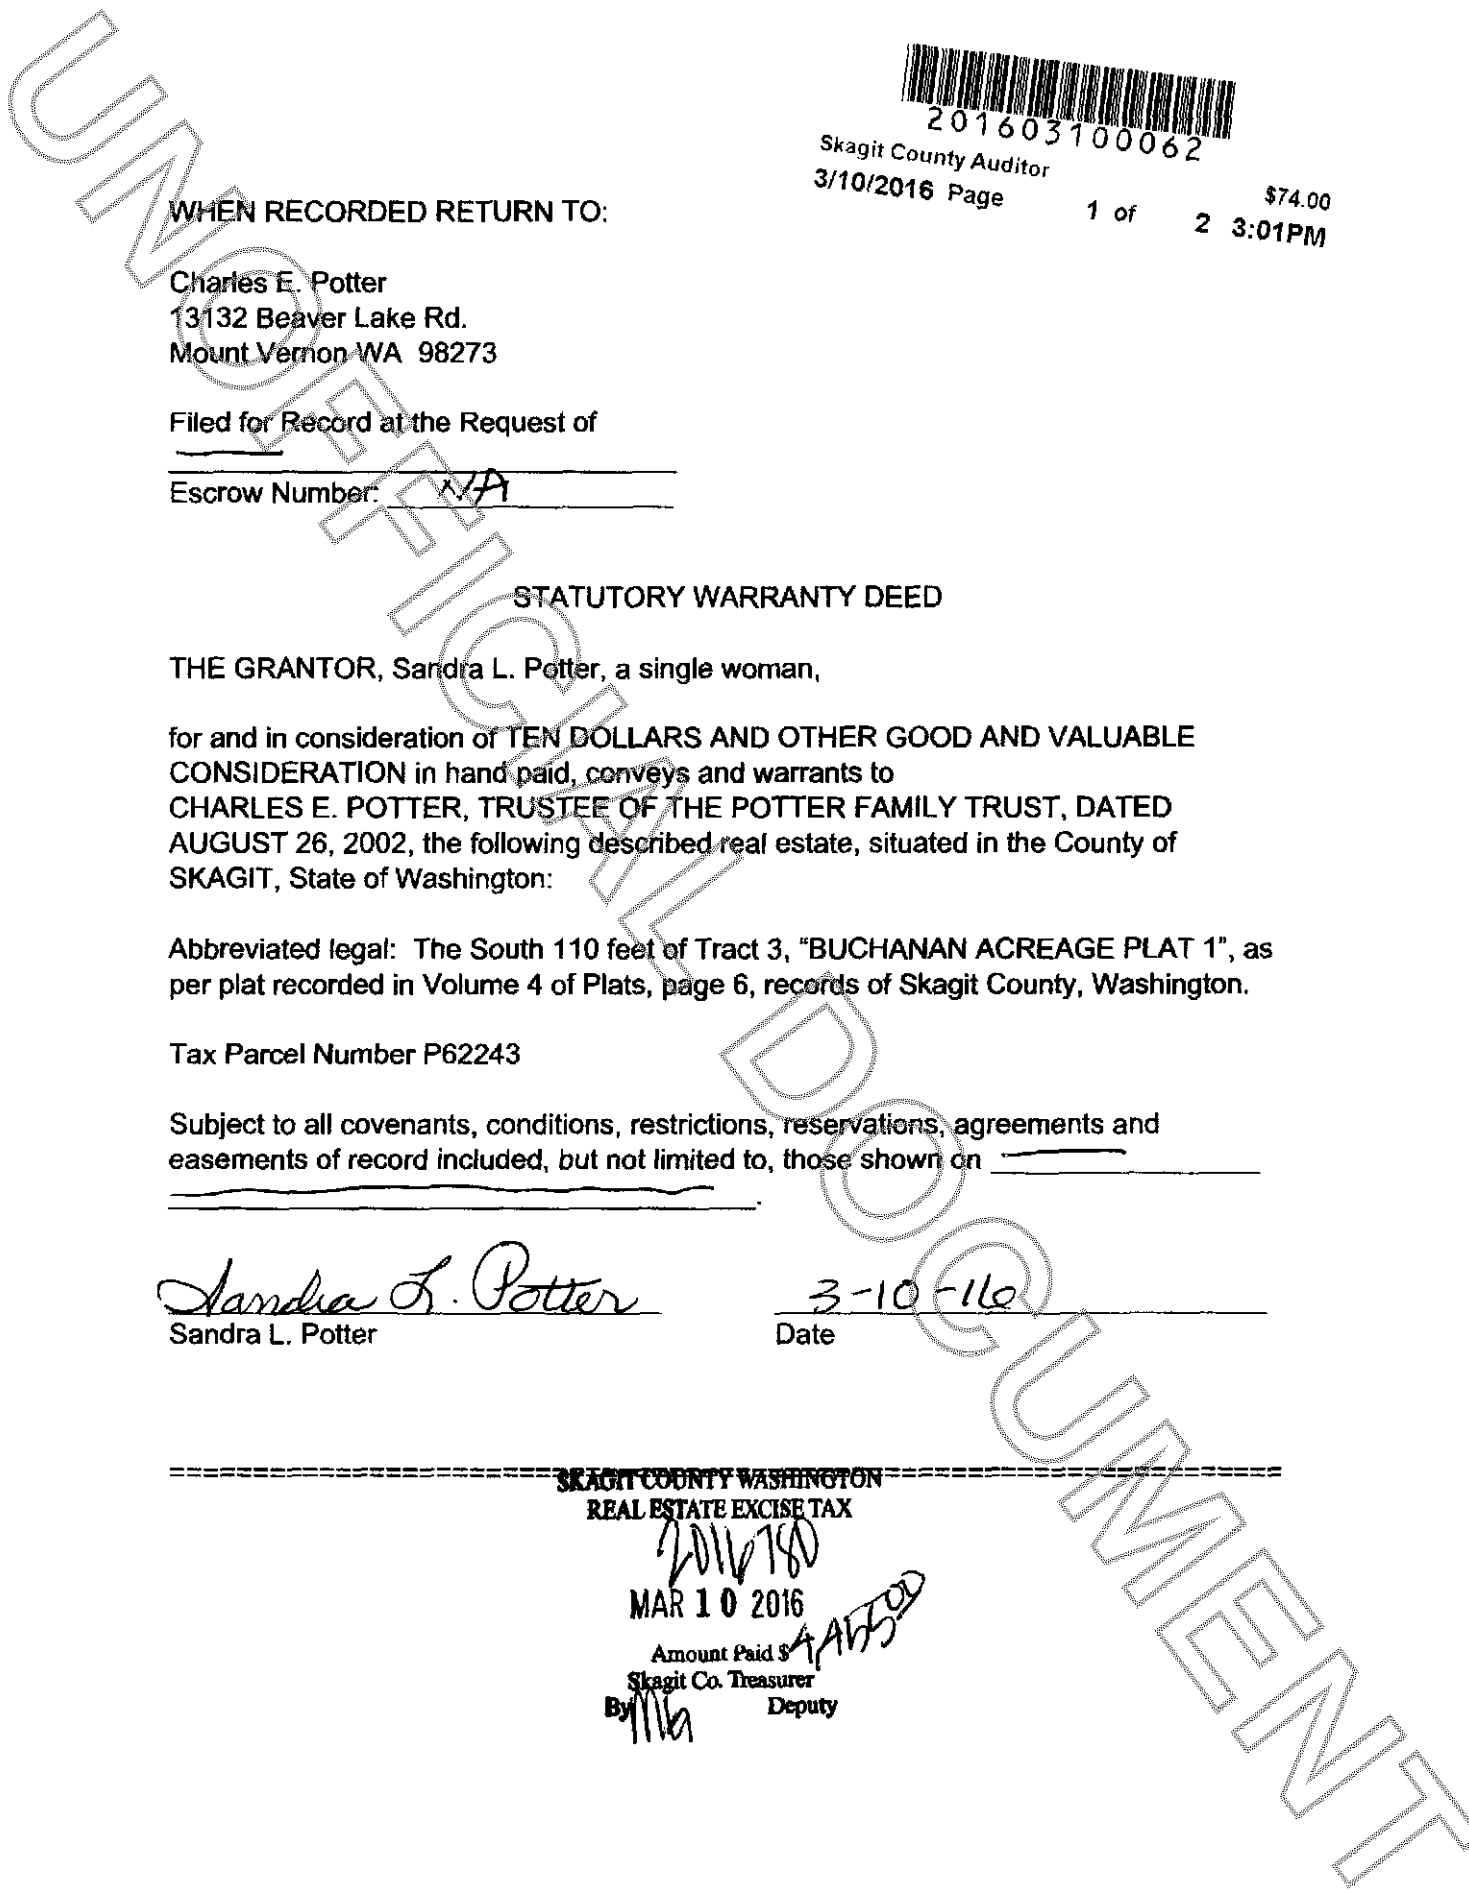 201603100062
Skagit County Auditor
$74.00
3/10/2016 Page 1 of 2 3:01PM
WHEN RECORDED RETURN TO:
Charles E. Potter
13132 Beaver Lake Rd.
Mount Vernon WA 98273
Filed for Record at the Request of
Escrow Number: N/A
STATUTORY WARRANTY DEED
THE GRANTOR, Sandra L. Potter, a single woman,
for and in consideration of TEN DOLLARS AND OTHER GOOD AND VALUABLE
CONSIDERATION in hand paid, conveys and warrants to
CHARLES E. POTTER, TRUSTEE OF THE POTTER FAMILY TRUST, DATED
AUGUST 26, 2002, the following described real estate, situated in the County of
SKAGIT, State of Washington:
Abbreviated legal: The South 110 feet of Tract 3, "BUCHANAN ACREAGE PLAT 1", as
per plat recorded in Volume 4 of Plats, page 6, records of Skagit County, Washington.
Tax Parcel Number P62243
Subject to all covenants, conditions, restrictions, reservations, agreements and
easements of record included, but not limited to, those shown on
Sandra L. Potter 3-10-16
Sandra L. Potter Date
SKAGIT COUNTY WASHINGTON
REAL ESTATE EXCISE TAX
2016780
MAR 10 2016
Amount Paid $
Skagit Co. Treasurer
By Deputy
UNOFFICIAL DOCUMENT